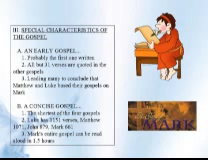 III. SPECIAL CHARACTERISTICS OF
THE GOSPEL
A. AN EARLY GOSPEL...
1. Probably the first one written
2. All but 31 verses are quoted in the
other gospels
3. Leading many to conclude that
Matthew and Luke based their gospels on
Mark
B. A CONCISE GOSPEL...
1. The shortest of the four gospels
2. Luke has 1151 verses, Matthew
1071, John 879, Mark 661
3. Mark's entire gospel can be read
aloud in 1.5 hours
MARK